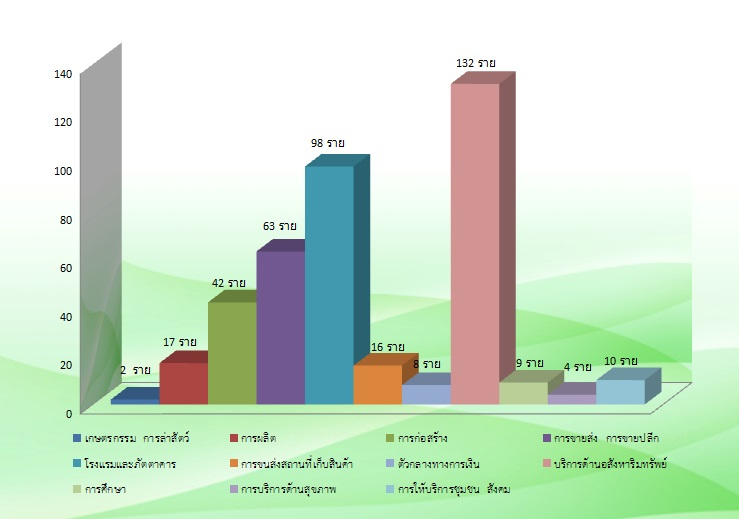 140
132 ราย
120
100
98 ราย
80
63 ราย
60
42 ราย
40
17 ราย
16 ราย
20
2 ราย
8 ราย
9 ราย
4 ราย
10 ราย
0
เกษตรกรรม การล่าสัตว์
การผลิต
การก่อสร้าง
การขายส่ง การขายปลีก
โรงแรมและภัตตาคาร
การขนส่งสถานที่เก็บสินค้า
ตัวกลางทางการเงิน
บริการด้านอสังหาริมทรัพย์
การศึกษา
การบริการด้านสุขภาพ
การให้บริการชุมชน สังคม